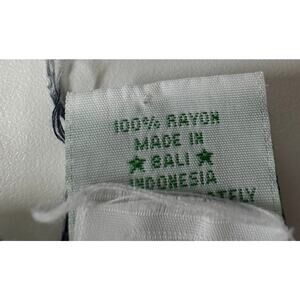 100% RAYON
MADE IN
★ BALI ★
INDONESIA